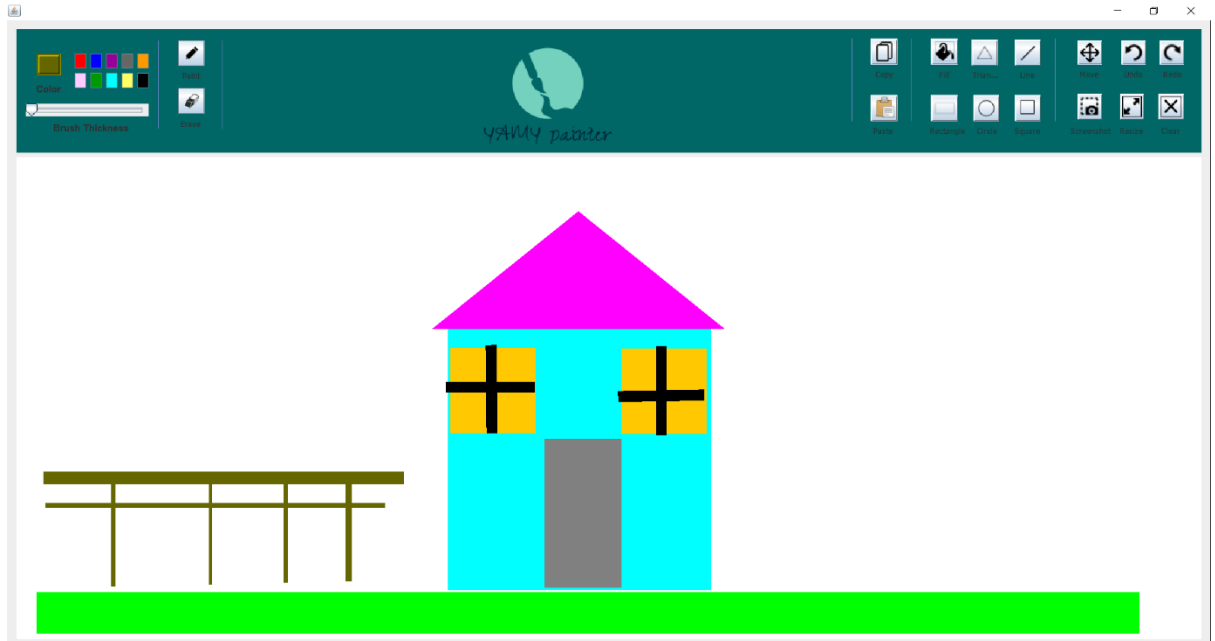 Color
Brush Thickness
Paint
Erase
YAMY painter
Copy
Paste
Fill
Trian...
Line
Rectangle
Circle
Square
Move
Undo
Redo
Screenshot
Resize
Clear